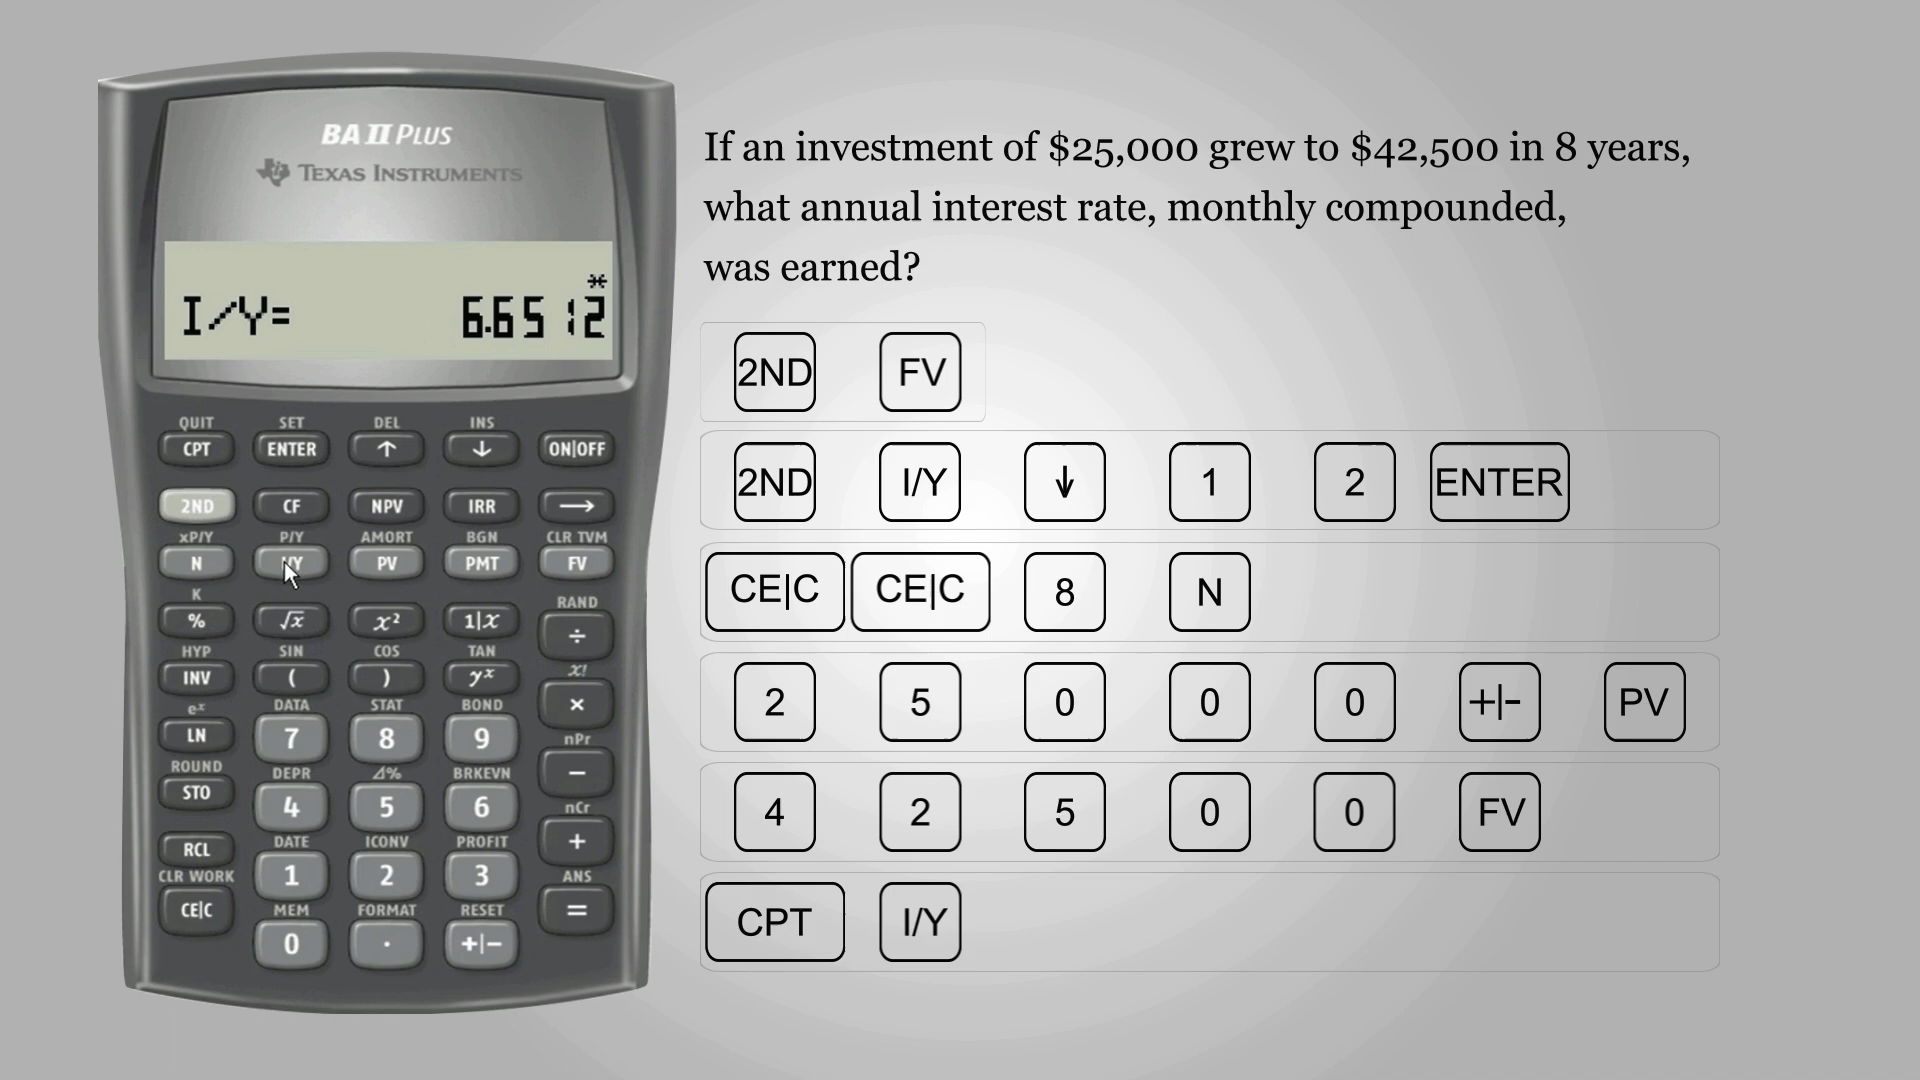 BA II PLUS
TEXAS INSTRUMENTS
I/Y= 6.6512
*
QUIT SET DEL INS
CPT ENTER ↑ ↓ ON|OFF
2ND CF NPV IRR →
xP/Y P/Y AMORT BGN CLR TVM
N I/Y PV PMT FV
K RAND
% √x x² 1|x ÷
HYP SIN COS TAN x!
INV ( ) yˣ ×
eˣ DATA STAT BOND nPr
LN 7 8 9 −
ROUND DEPR ⊿% BRKEVN nCr
STO 4 5 6 +
RCL DATE ICONV PROFIT
CLR WORK 1 2 3 ANS
CE|C MEM FORMAT RESET =
0 . +|−
If an investment of $25,000 grew to $42,500 in 8 years,
what annual interest rate, monthly compounded,
was earned?
2ND FV
2ND I/Y ↓ 1 2 ENTER
CE|C CE|C 8 N
2 5 0 0 0 +|- PV
4 2 5 0 0 FV
CPT I/Y